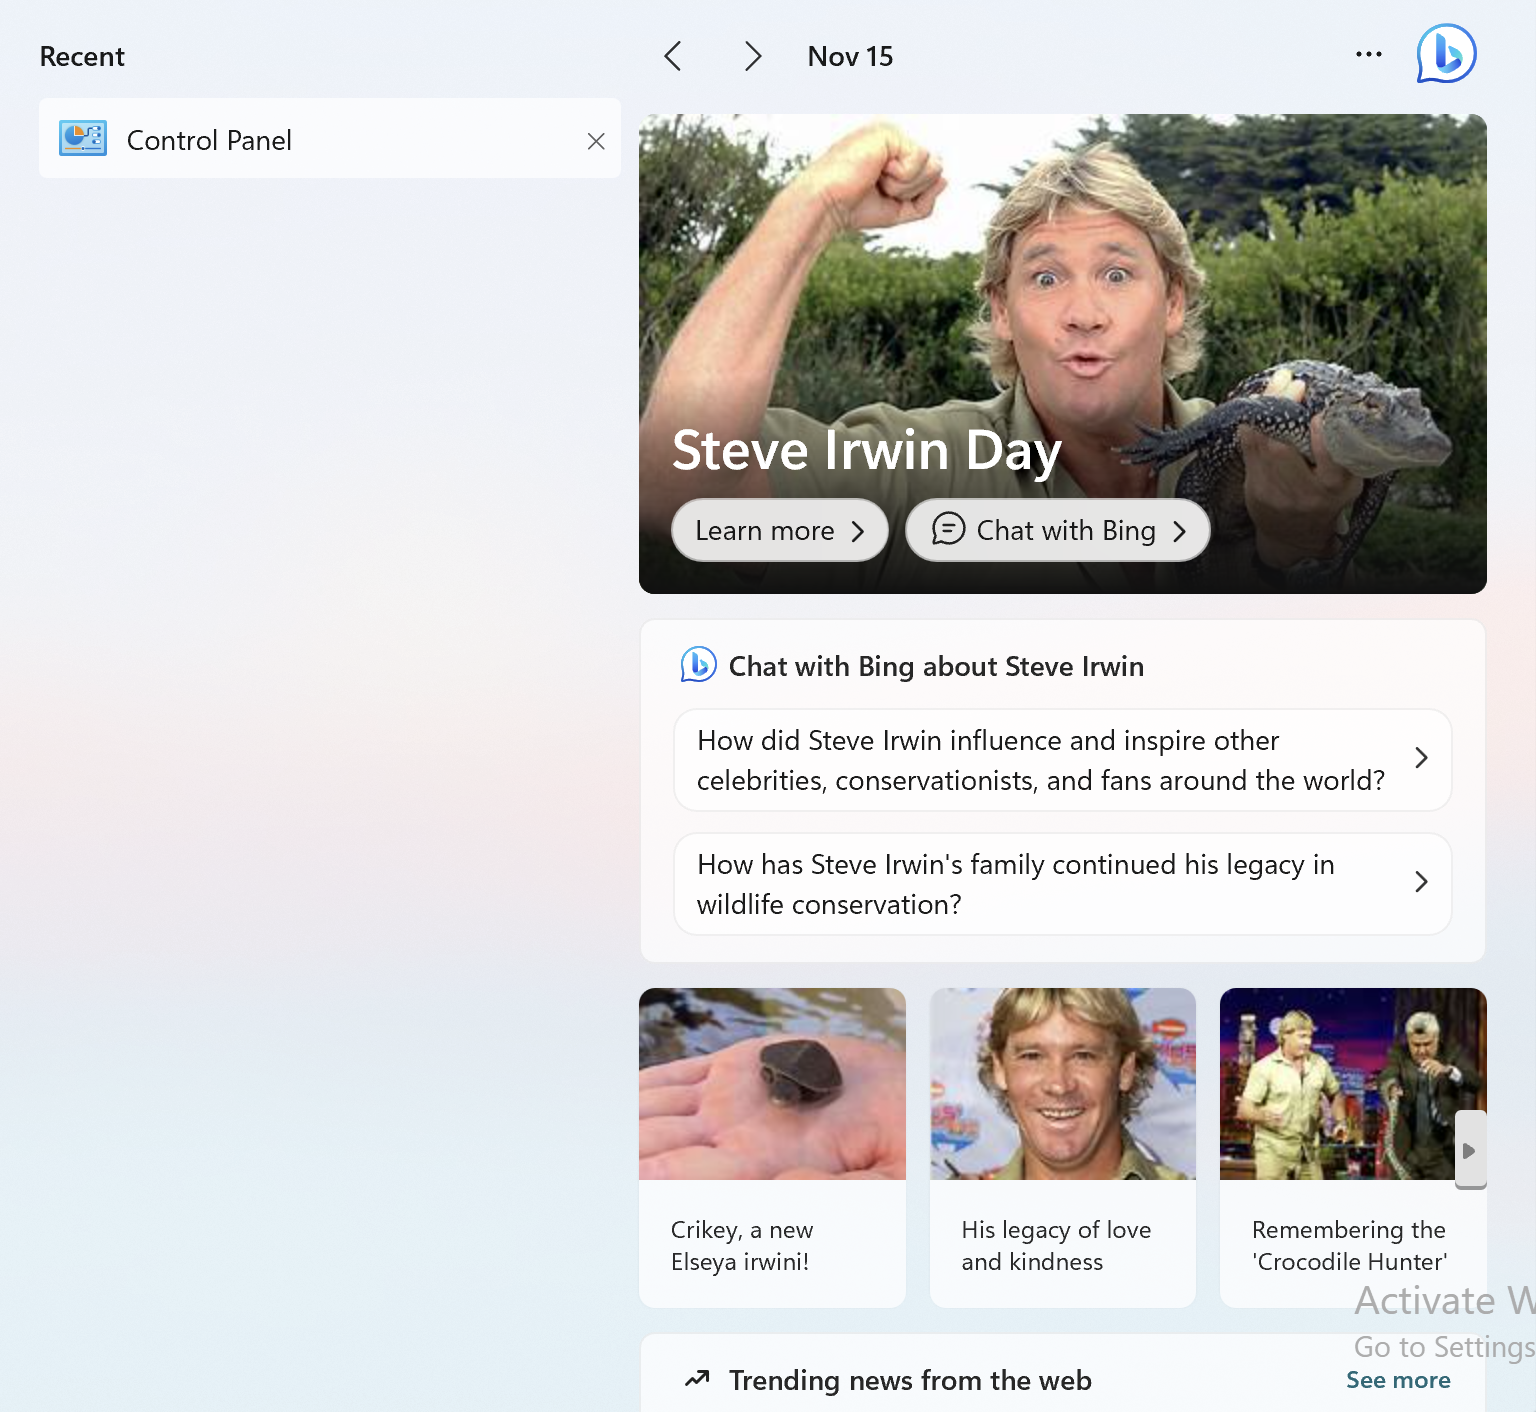 Recent
Control Panel
Nov 15
Steve Irwin Day
Learn more
Chat with Bing
Chat with Bing about Steve Irwin
How did Steve Irwin influence and inspire other
celebrities, conservationists, and fans around the world?
How has Steve Irwin's family continued his legacy in
wildlife conservation?
Crikey, a new
Elseya irwini!
His legacy of love
and kindness
Remembering the
'Crocodile Hunter'
Activate W
Go to Settings
Trending news from the web
See more